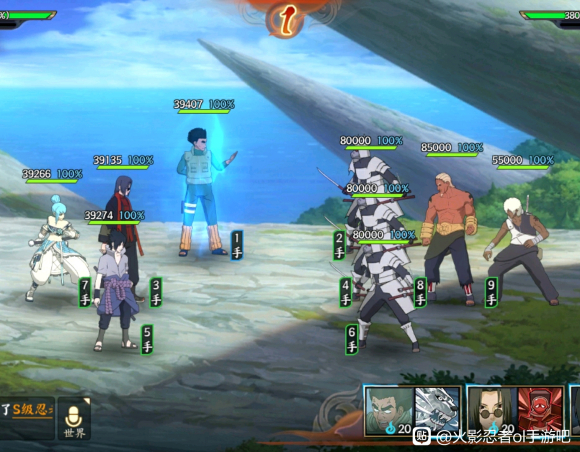 %)
380
39407 100%
80000 100%
39135 100%
85000 100%
55000 100%
39266 100%
80000 100%
39274 100%
80000 100%
1手
2手
7手
3手
4手
8手
9手
5手
6手
了S级忍
世界
20
20
贴 @火影忍者ol手游吧